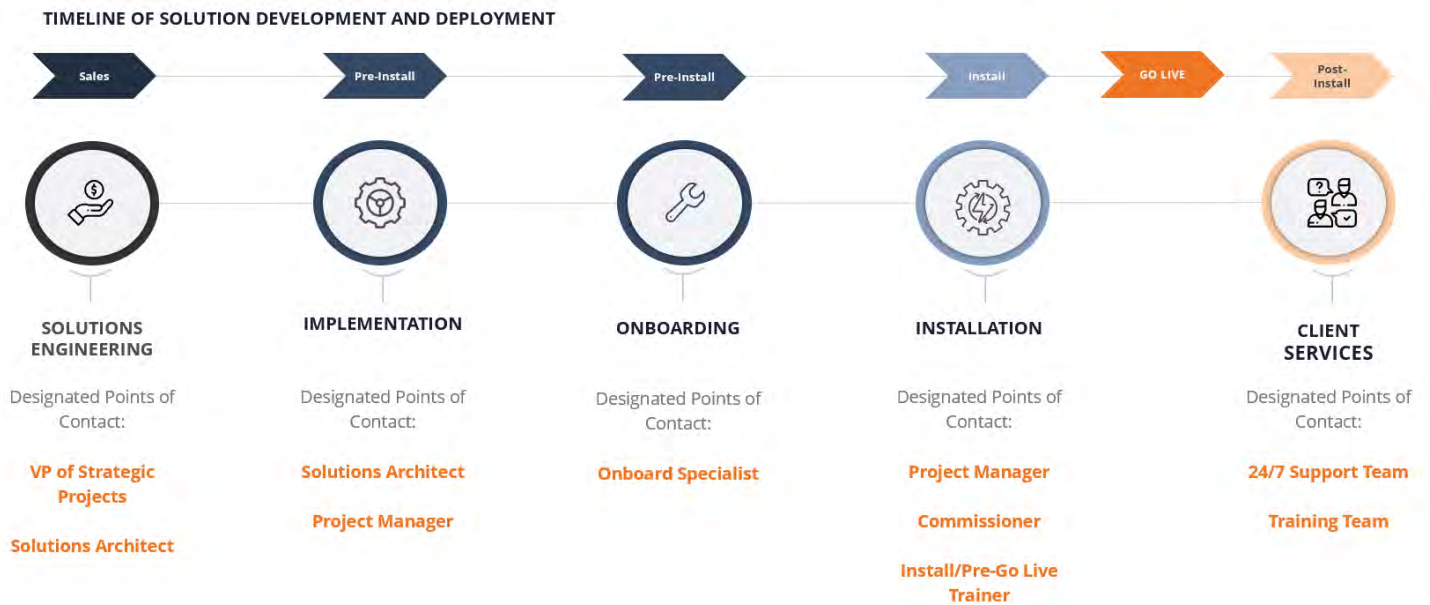 TIMELINE OF SOLUTION DEVELOPMENT AND DEPLOYMENT
Sales
Pre-Install
Pre-Install
Install
GO LIVE
Post-
Install
$
?
SOLUTIONS
ENGINEERING
Designated Points of
Contact:
VP of Strategic
Projects
Solutions Architect
IMPLEMENTATION
Designated Points of
Contact:
Solutions Architect
Project Manager
ONBOARDING
Designated Points of
Contact:
Onboard Specialist
INSTALLATION
Designated Points of
Contact:
Project Manager
Commissioner
Install/Pre-Go Live
Trainer
CLIENT
SERVICES
Designated Points of
Contact:
24/7 Support Team
Training Team